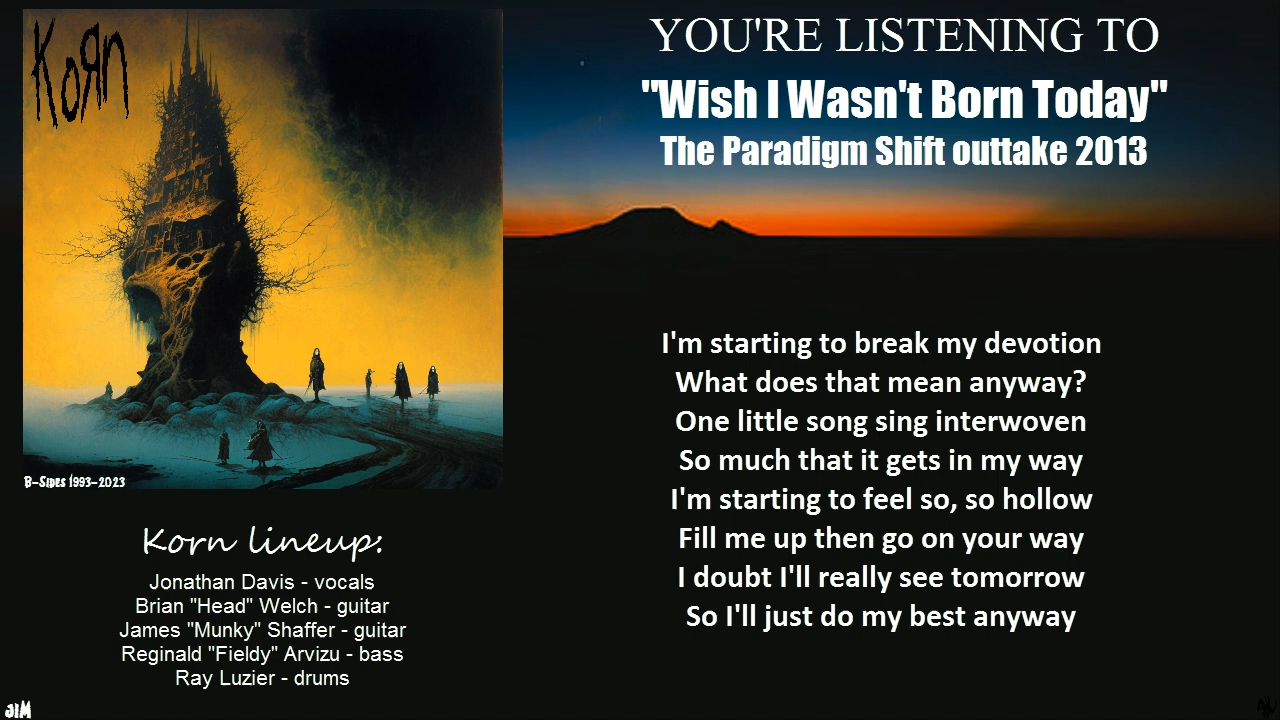 Korn
B-Sides 1993-2023
Korn lineup:
Jonathan Davis - vocals
Brian "Head" Welch - guitar
James "Munky" Shaffer - guitar
Reginald "Fieldy" Arvizu - bass
Ray Luzier - drums
JIM
YOU'RE LISTENING TO
"Wish I Wasn't Born Today"
The Paradigm Shift outtake 2013
I'm starting to break my devotion
What does that mean anyway?
One little song sing interwoven
So much that it gets in my way
I'm starting to feel so, so hollow
Fill me up then go on your way
I doubt I'll really see tomorrow
So I'll just do my best anyway